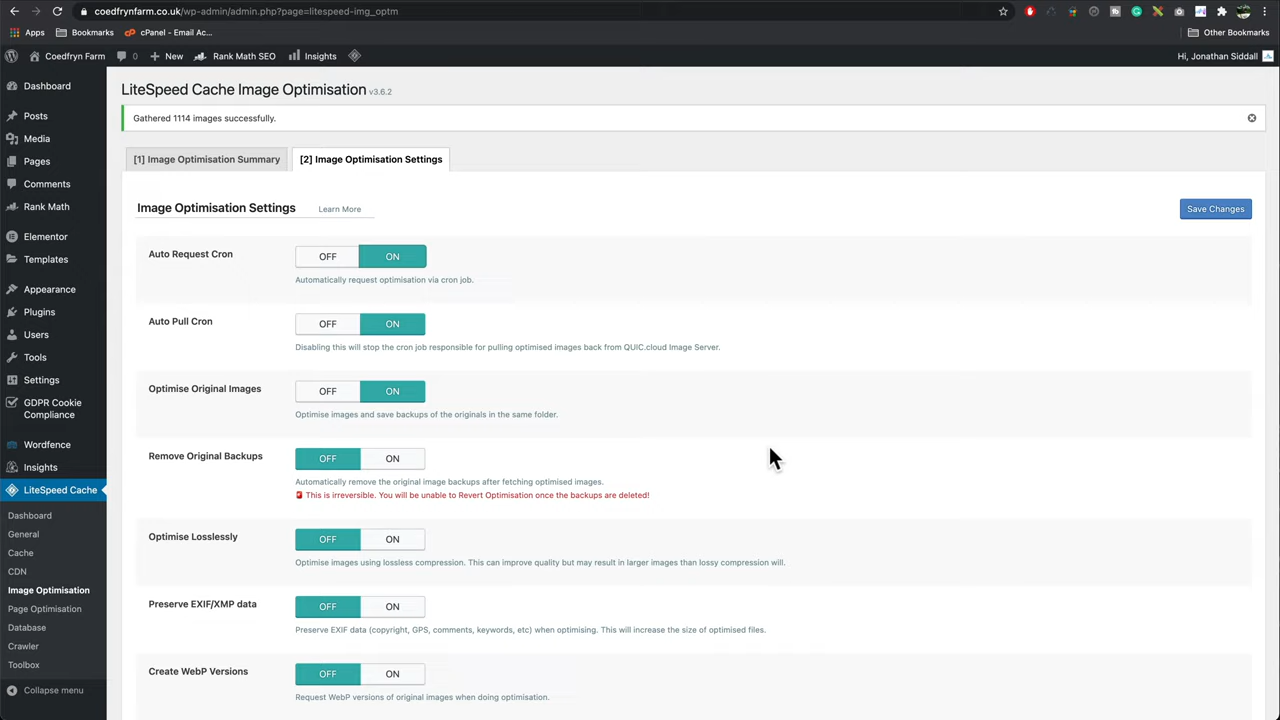 coedfrynfarm.co.uk/wp-admin/admin.php?page=litespeed-img_optm
Apps
Bookmarks
cPanel - Email Ac...
Other Bookmarks
Coedfryn Farm
0
New
Rank Math SEO
Insights
Hi, Jonathan Siddall
Dashboard
Posts
Media
Pages
Comments
Rank Math
Elementor
Templates
Appearance
Plugins
Users
Tools
Settings
GDPR Cookie
Compliance
Wordfence
Insights
LiteSpeed Cache
Dashboard
General
Cache
CDN
Image Optimisation
Page Optimisation
Database
Crawler
Toolbox
Collapse menu
LiteSpeed Cache Image Optimisation v3.6.2
Gathered 1114 images successfully.
[1] Image Optimisation Summary
[2] Image Optimisation Settings
Image Optimisation Settings
Learn More
Save Changes
Auto Request Cron
OFF
ON
Automatically request optimisation via cron job.
Auto Pull Cron
OFF
ON
Disabling this will stop the cron job responsible for pulling optimised images back from QUIC.cloud Image Server.
Optimise Original Images
OFF
ON
Optimise images and save backups of the originals in the same folder.
Remove Original Backups
OFF
ON
Automatically remove the original image backups after fetching optimised images.
This is irreversible. You will be unable to Revert Optimisation once the backups are deleted!
Optimise Losslessly
OFF
ON
Optimise images using lossless compression. This can improve quality but may result in larger images than lossy compression will.
Preserve EXIF/XMP data
OFF
ON
Preserve EXIF data (copyright, GPS, comments, keywords, etc) when optimising. This will increase the size of optimised files.
Create WebP Versions
OFF
ON
Request WebP versions of original images when doing optimisation.